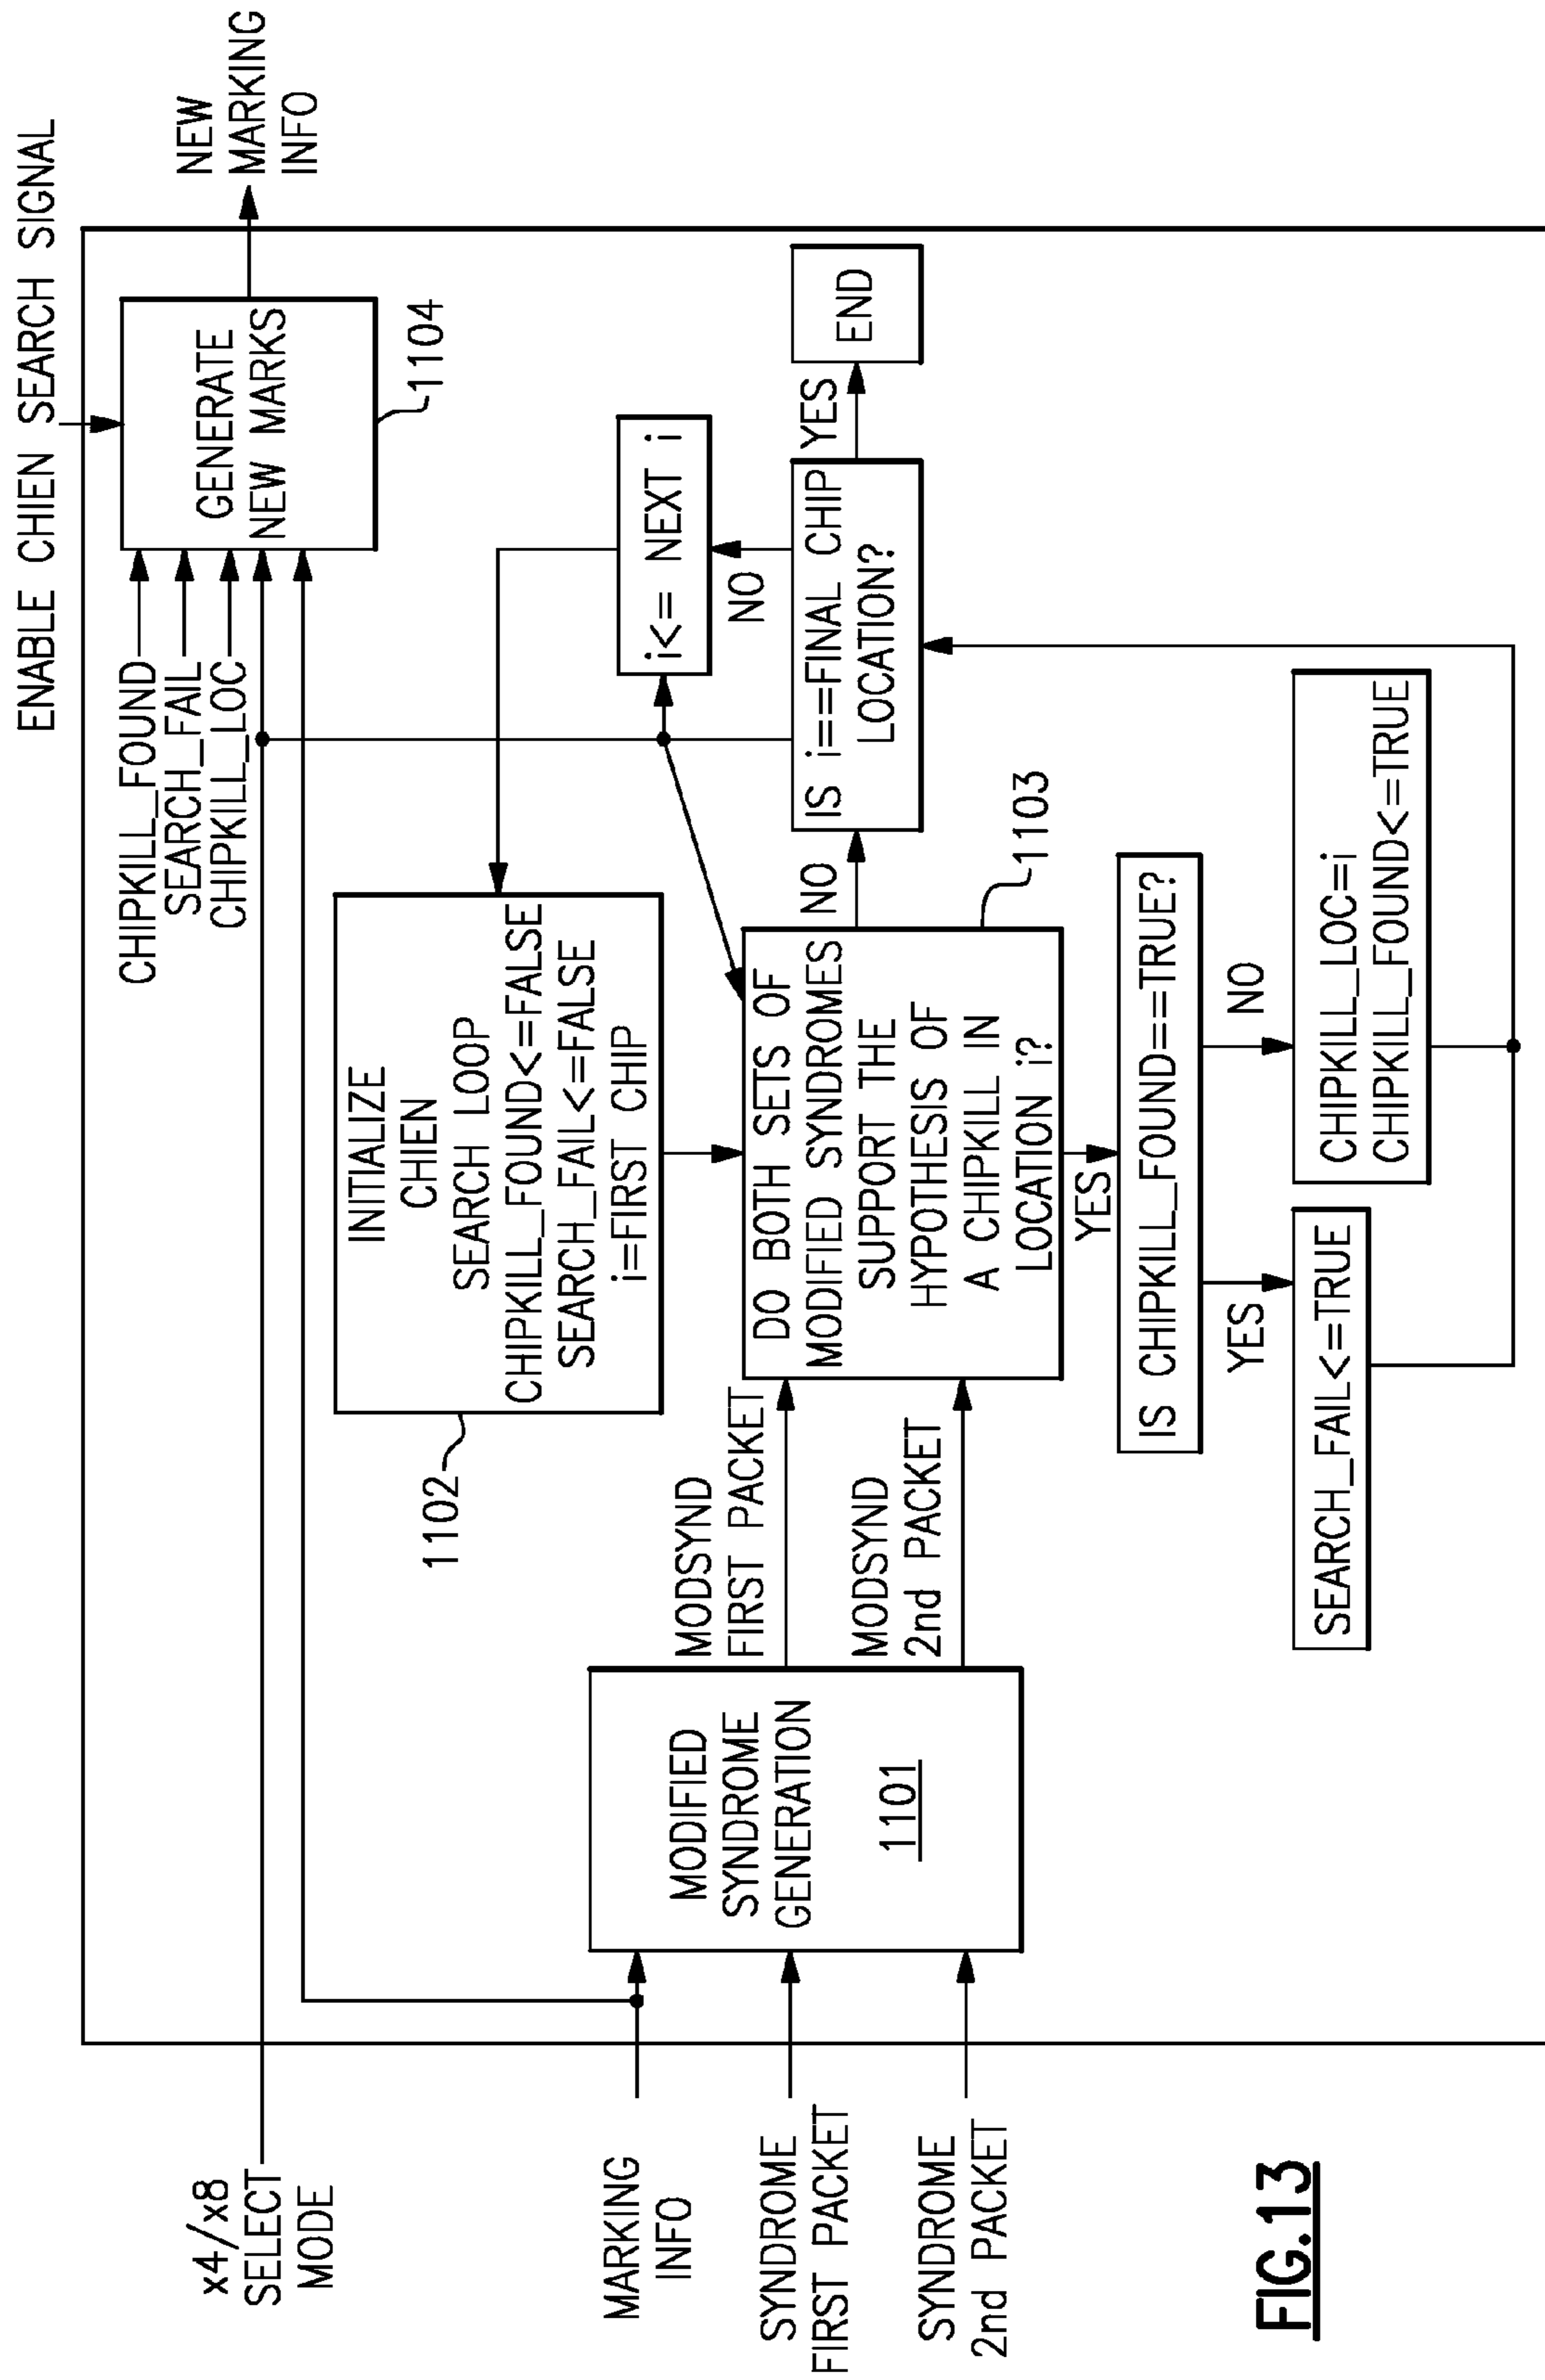 ENABLE CHIEN SEARCH SIGNAL
x4/x8
SELECT
MODE
CHIPKILL_FOUND
SEARCH_FAIL
CHIPKILL_LOC
GENERATE
NEW MARKS
1104
NEW
MARKING
INFO
INITIALIZE
CHIEN
SEARCH LOOP
CHIPKILL_FOUND<=FALSE
SEARCH_FAIL<=FALSE
i=FIRST CHIP
1102
i<= NEXT i
NO
MARKING
INFO
SYNDROME
FIRST PACKET
SYNDROME
2nd PACKET
MODIFIED
SYNDROME
GENERATION
1101
MODSYND
FIRST PACKET
MODSYND
2nd PACKET
DO BOTH SETS OF
MODIFIED SYNDROMES
SUPPORT THE
HYPOTHESIS OF
A CHIPKILL IN
LOCATION i?
1103
NO
IS i==FINAL CHIP
LOCATION?
YES
END
YES
IS CHIPKILL_FOUND==TRUE?
YES
NO
SEARCH_FAIL<=TRUE
CHIPKILL_LOC=i
CHIPKILL_FOUND<=TRUE
FIG.13